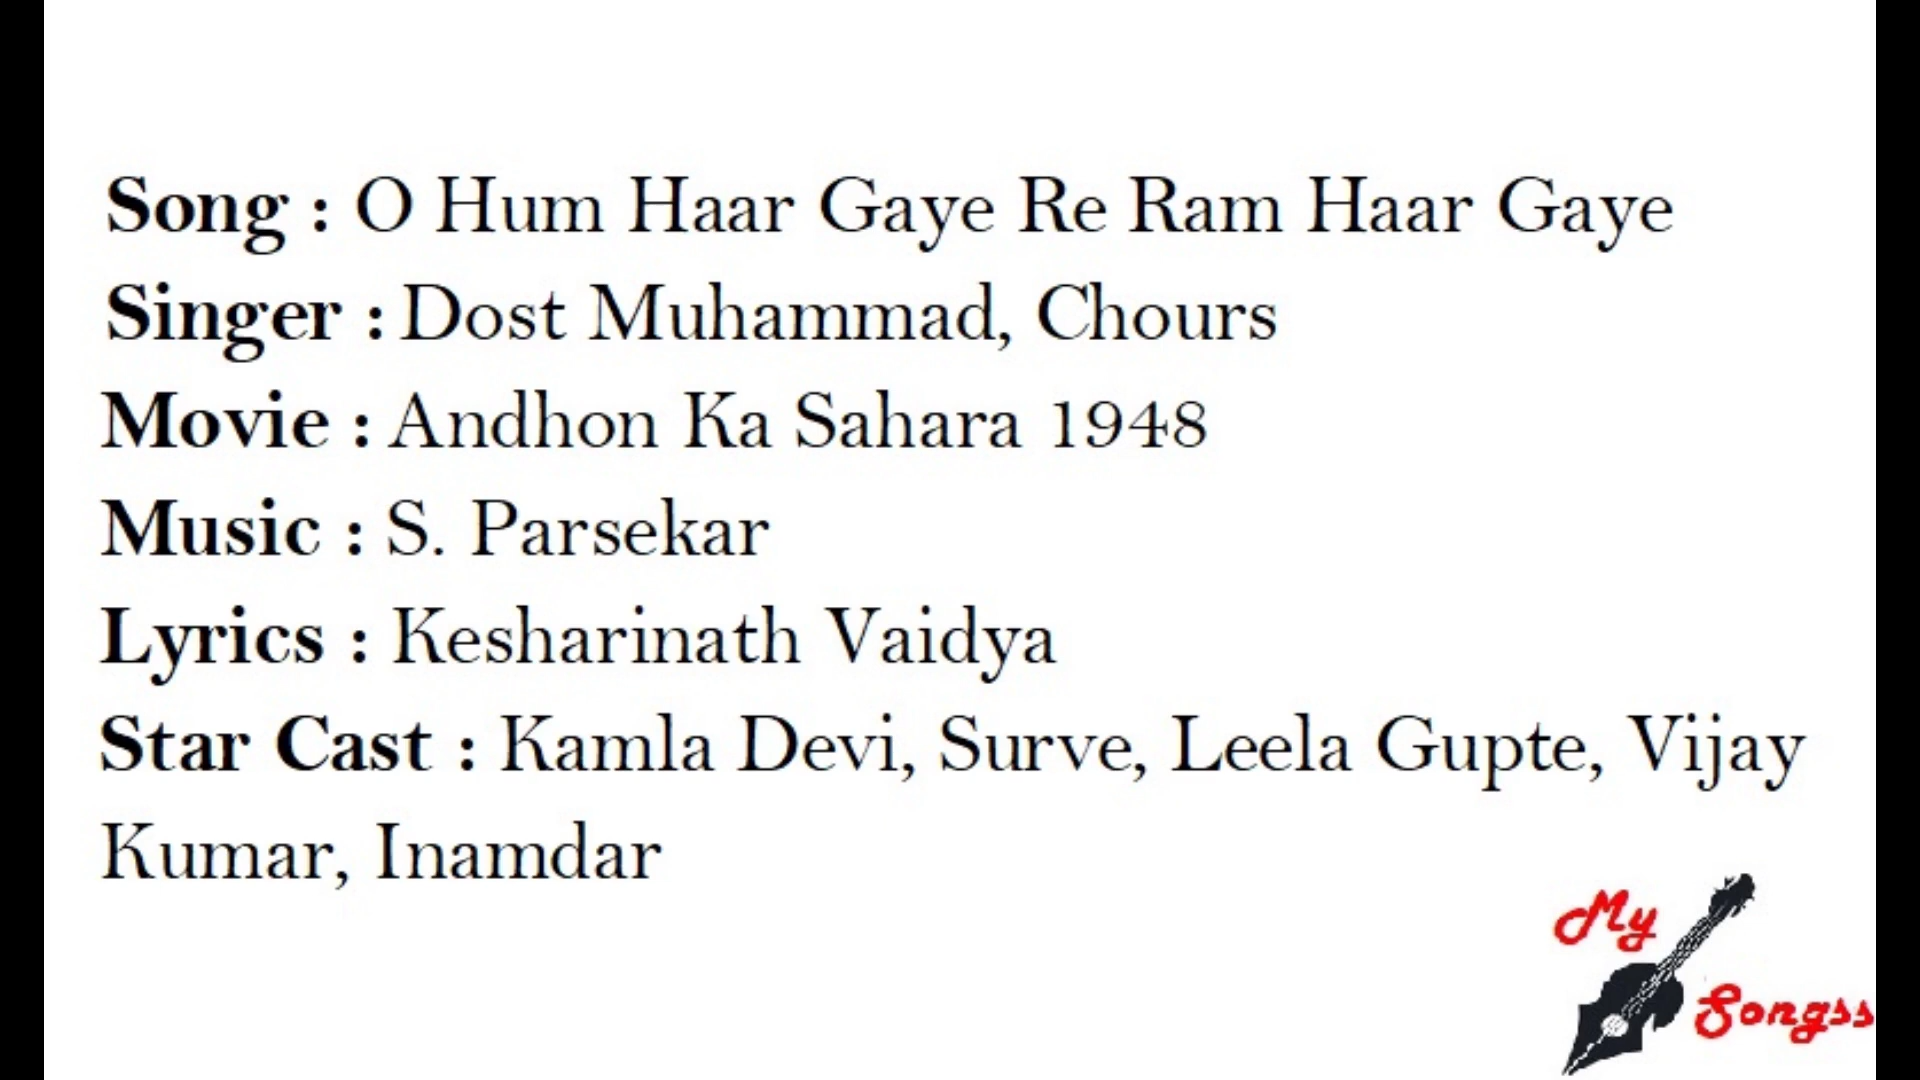 Song : O Hum Haar Gaye Re Ram Haar Gaye
Singer : Dost Muhammad, Chours
Movie : Andhon Ka Sahara 1948
Music : S. Parsekar
Lyrics : Kesharinath Vaidya
Star Cast : Kamla Devi, Surve, Leela Gupte, Vijay
Kumar, Inamdar
My
Songss